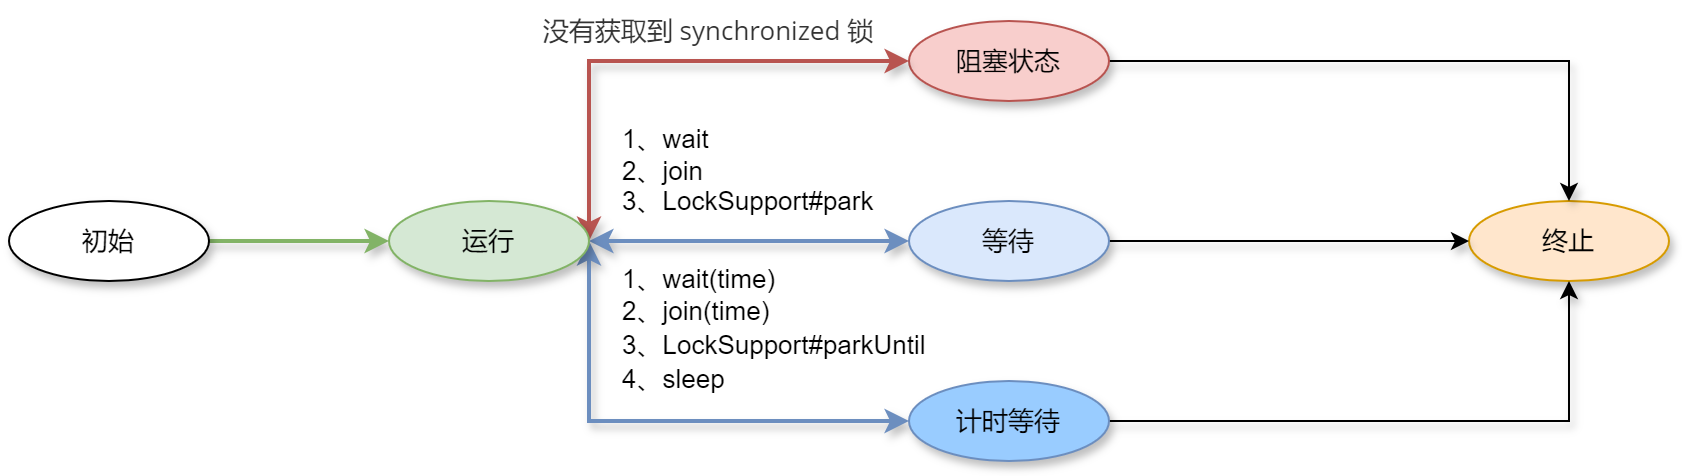 没有获取到 synchronized 锁
阻塞状态
1、wait
2、join
3、LockSupport#park
初始
运行
等待
终止
1、wait(time)
2、join(time)
3、LockSupport#parkUntil
4、sleep
计时等待